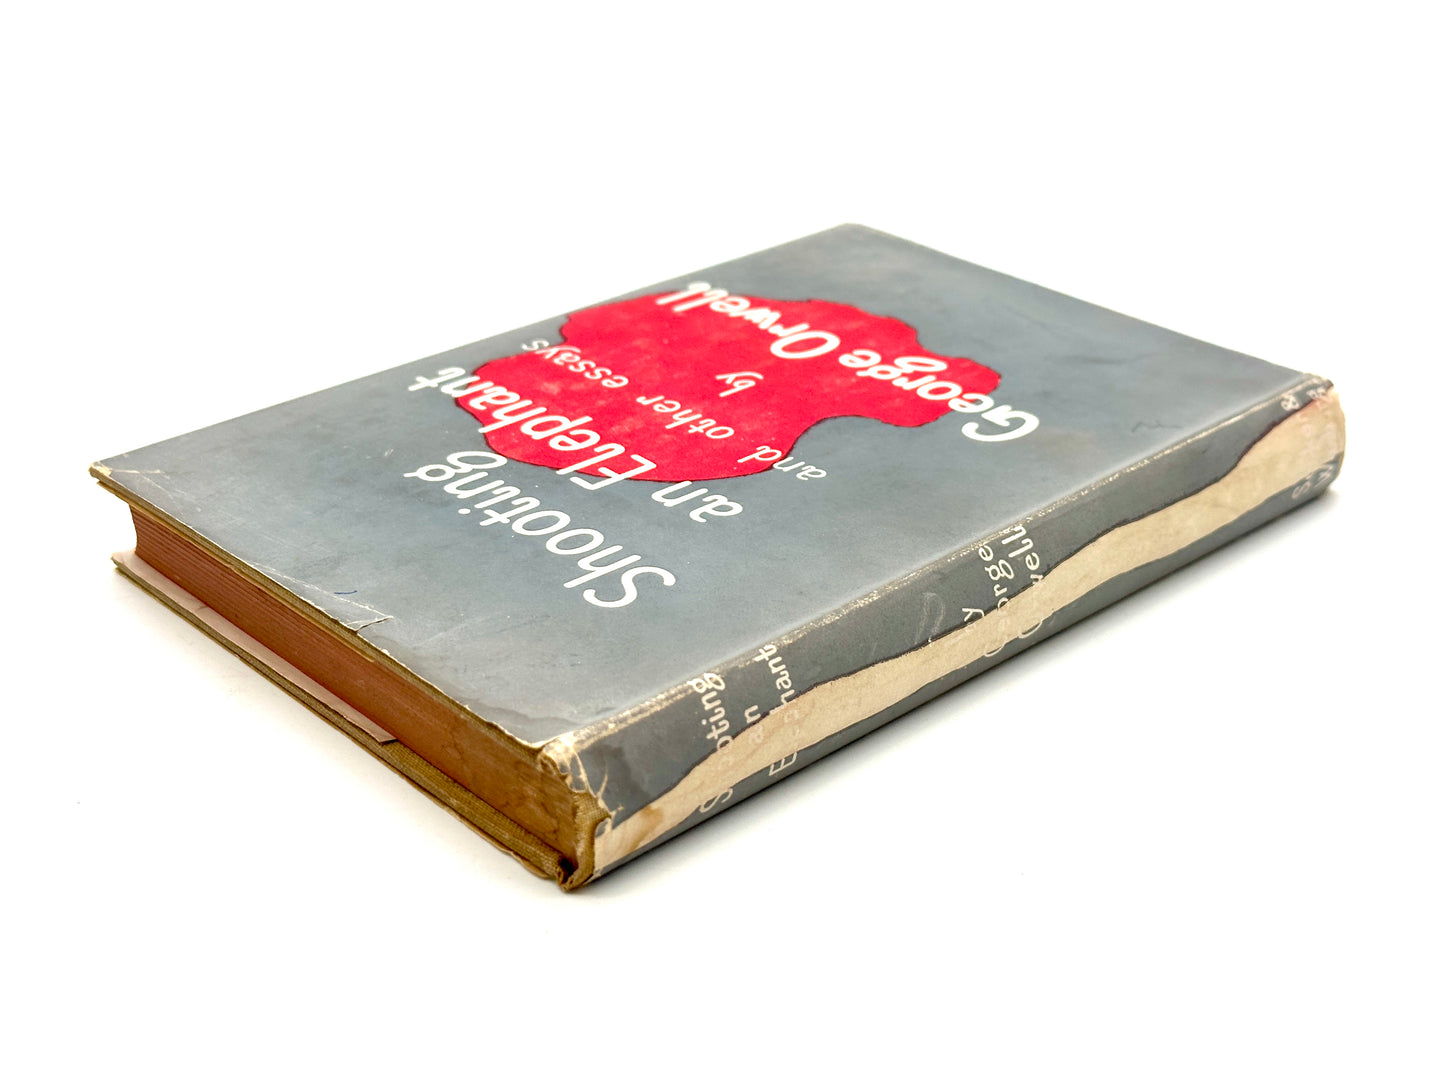 Shooting
an Elephant
and other essays
by
George Orwell
Shooting
an
Elephant
by
George
Orwell
&